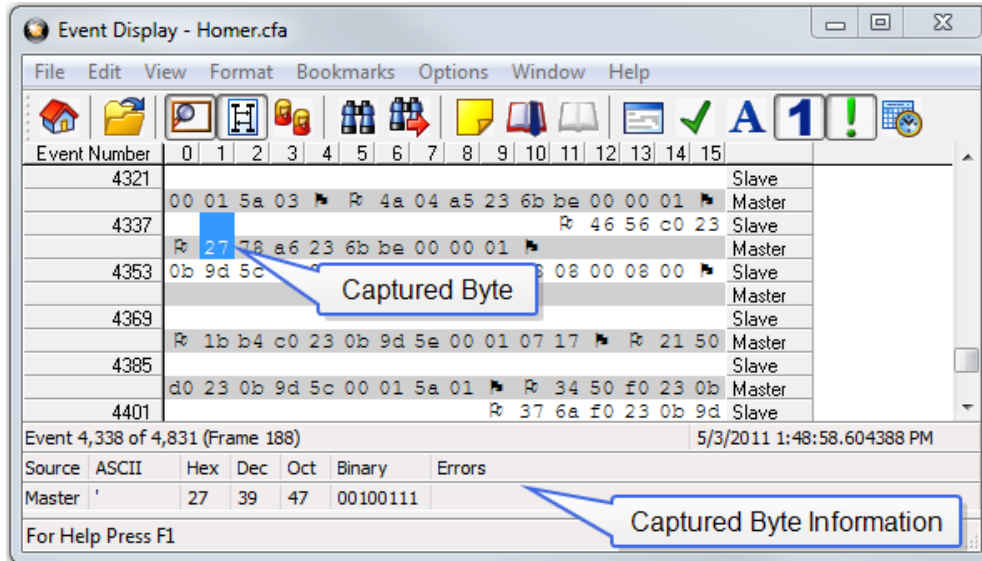 Event Display - Homer.cfa
File Edit View Format Bookmarks Options Window Help
Event Number 0 1 2 3 4 5 6 7 8 9 10 11 12 13 14 15
4321 Slave
00 01 5a 03 4a 04 a5 23 6b be 00 00 01 Master
4337 46 56 c0 23 Slave
27 78 a6 23 6b be 00 00 01 Master
4353 0b 9d 5c 08 00 08 00 Slave
Captured Byte
Master
4369 Slave
1b b4 c0 23 0b 9d 5e 00 01 07 17 21 50 Master
4385 Slave
d0 23 0b 9d 5c 00 01 5a 01 34 50 f0 23 0b Master
4401 37 6a f0 23 0b 9d Slave
Event 4,338 of 4,831 (Frame 188) 5/3/2011 1:48:58.604388 PM
Source ASCII Hex Dec Oct Binary Errors
Master ' 27 39 47 00100111
Captured Byte Information
For Help Press F1